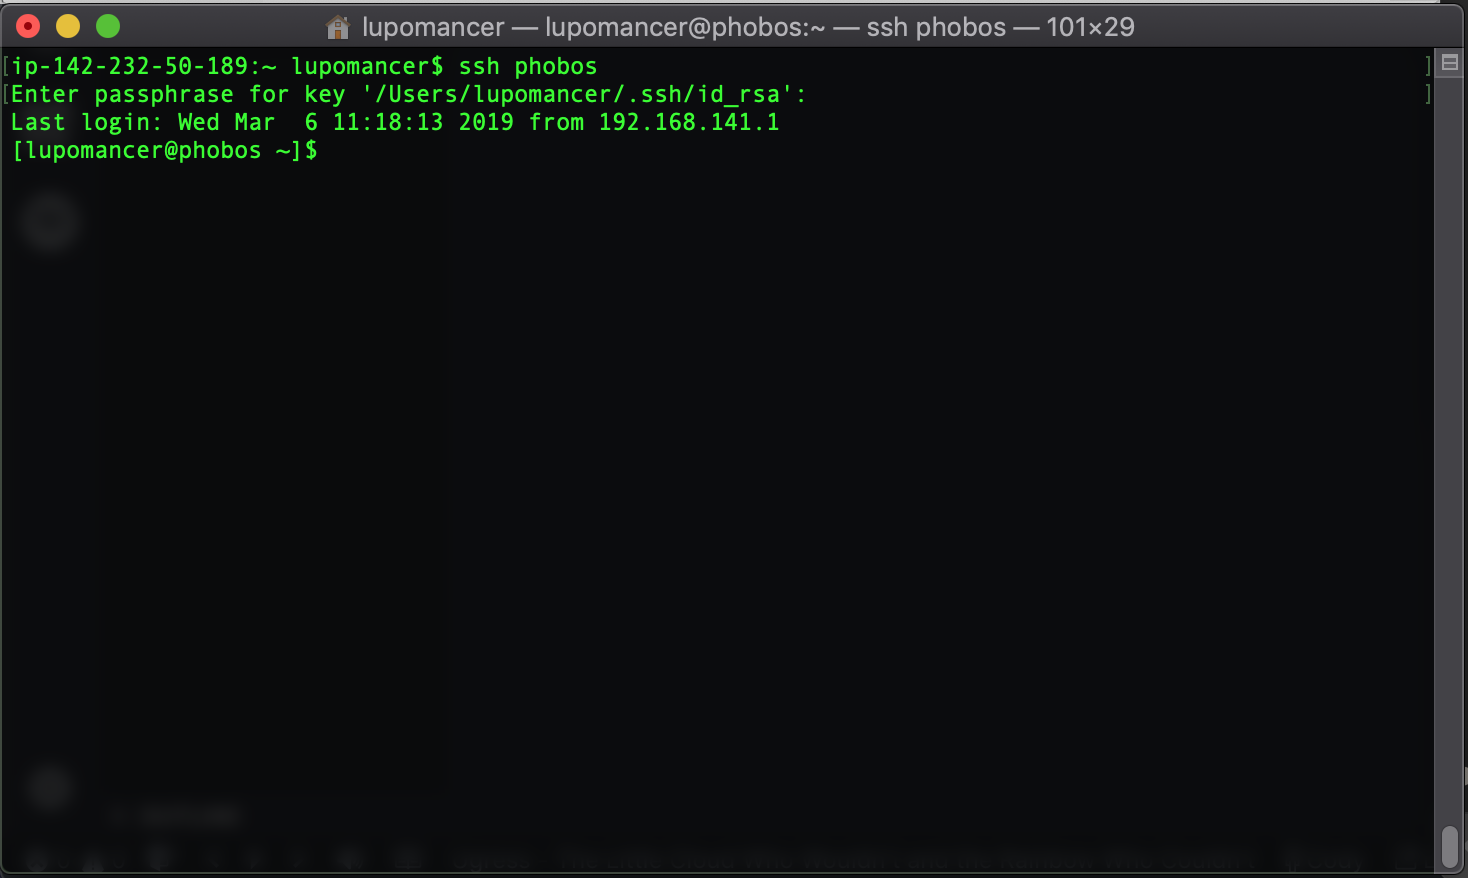 lupomancer — lupomancer@phobos:~ — ssh phobos — 101×29
[ip-142-232-50-189:~ lupomancer$ ssh phobos ]
[Enter passphrase for key '/Users/lupomancer/.ssh/id_rsa': ]
Last login: Wed Mar  6 11:18:13 2019 from 192.168.141.1
[lupomancer@phobos ~]$